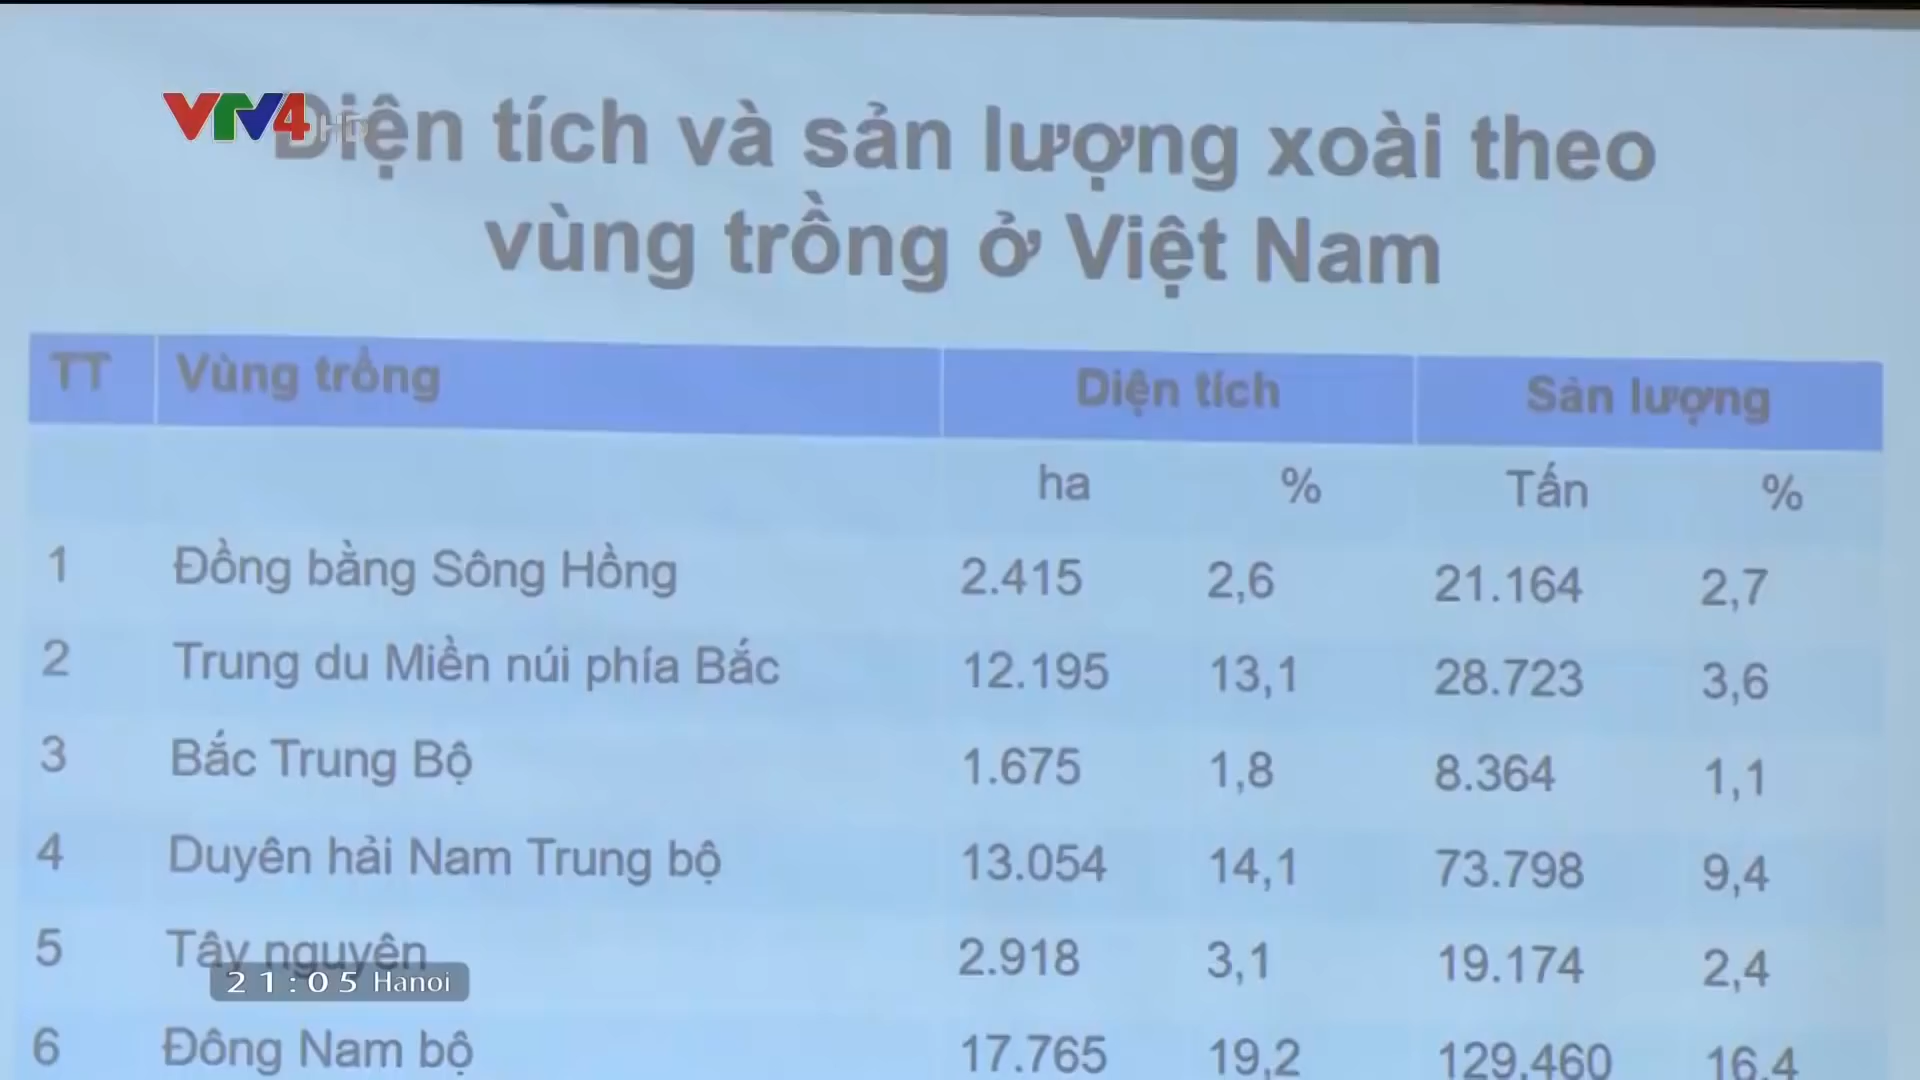 VTV4 HD
Diện tích và sản lượng xoài theo
vùng trồng ở Việt Nam
TT Vùng trồng Diện tích Sản lượng
ha % Tấn %
1 Đồng bằng Sông Hồng 2.415 2,6 21.164 2,7
2 Trung du Miền núi phía Bắc 12.195 13,1 28.723 3,6
3 Bắc Trung Bộ 1.675 1,8 8.364 1,1
4 Duyên hải Nam Trung bộ 13.054 14,1 73.798 9,4
5 Tây nguyên 2.918 3,1 19.174 2,4
21:05 Hanoi
6 Đông Nam bộ 17.765 19,2 129.460 16,4